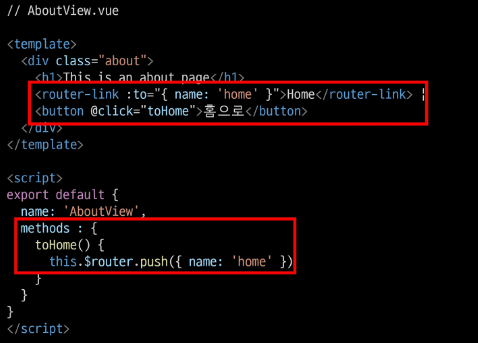 // AboutView.vue
<template>
<div class="about">
<h1>This is an about page</h1>
<router-link :to="{ name: 'home' }">Home</router-link> ¦
<button @click="toHome">홈으로</button>
</div>
</template>
<script>
export default {
name: 'AboutView',
methods : {
toHome() {
this.$router.push({ name: 'home' })
}
}
}
</script>